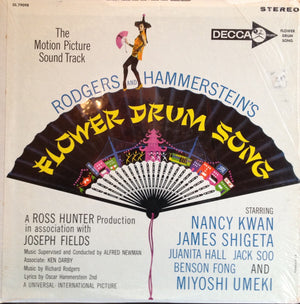 DL 79098
STEREO
The
Motion Picture
Sound Track
DECCA
FLOWER
DRUM
SONG
RODGERS AND HAMMERSTEIN'S
FLOWER DRUM SONG
A ROSS HUNTER Production
in association with
JOSEPH FIELDS
Music Supervised and Conducted by ALFRED NEWMAN
Associate: KEN DARBY
Music by Richard Rodgers
Lyrics by Oscar Hammerstein 2nd
A UNIVERSAL-INTERNATIONAL PICTURE
STARRING
NANCY KWAN
JAMES SHIGETA
JUANITA HALL JACK SOO
BENSON FONG AND
MIYOSHI UMEKI